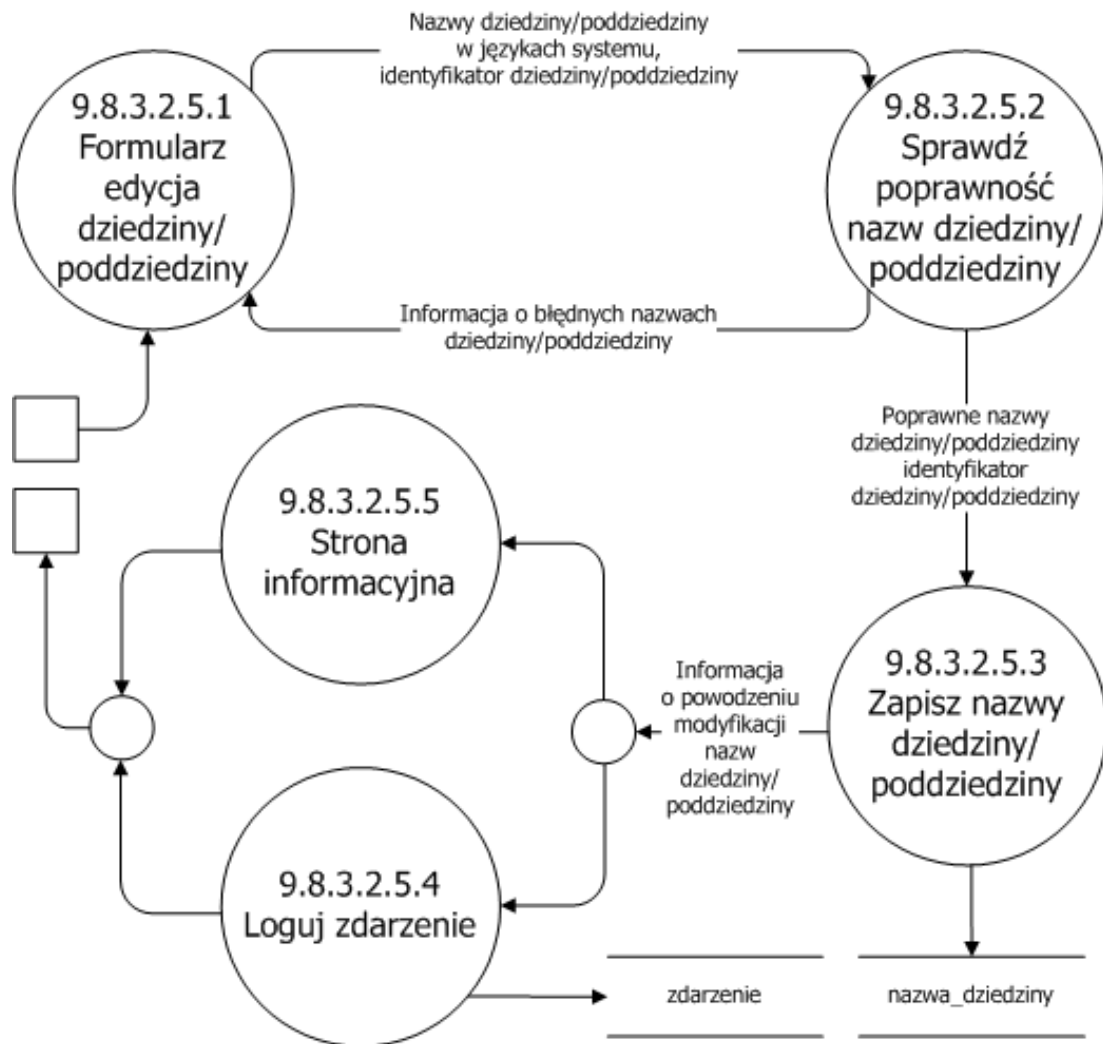 Nazwy dziedziny/poddziedziny
w językach systemu,
identyfikator dziedziny/poddziedziny
9.8.3.2.5.1
Formularz
edycja
dziedziny/
poddziedziny
9.8.3.2.5.2
Sprawdź
poprawność
nazw dziedziny/
poddziedziny
Informacja o błędnych nazwach
dziedziny/poddziedziny
Poprawne nazwy
dziedziny/poddziedziny
identyfikator
dziedziny/poddziedziny
9.8.3.2.5.5
Strona
informacyjna
9.8.3.2.5.3
Zapisz nazwy
dziedziny/
poddziedziny
Informacja
o powodzeniu
modyfikacji
nazw
dziedziny/
poddziedziny
9.8.3.2.5.4
Loguj zdarzenie
zdarzenie
nazwa_dziedziny